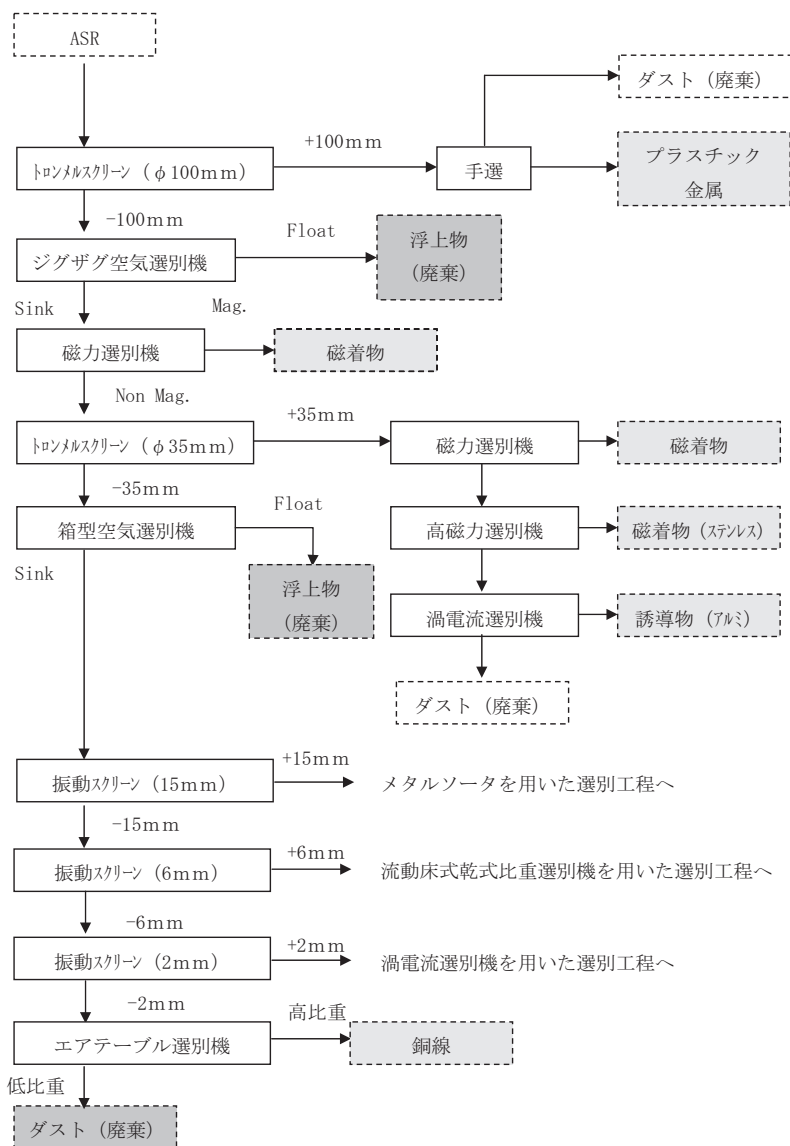 ASR
ダスト（廃棄）
+100mm
トロンメルスクリーン（φ100mm）
手選
プラスチック
金属
-100mm
Float
ジグザグ空気選別機
浮上物
（廃棄）
Sink
Mag.
磁力選別機
磁着物
Non Mag.
+35mm
トロンメルスクリーン（φ35mm）
磁力選別機
磁着物
-35mm
Float
箱型空気選別機
高磁力選別機
磁着物（ステンレス）
Sink
浮上物
（廃棄）
渦電流選別機
誘導物（アルミ）
ダスト（廃棄）
+15mm
振動スクリーン（15mm）
メタルソータを用いた選別工程へ
-15mm
+6mm
振動スクリーン（6mm）
流動床式乾式比重選別機を用いた選別工程へ
-6mm
+2mm
振動スクリーン（2mm）
渦電流選別機を用いた選別工程へ
-2mm
高比重
エアテーブル選別機
銅線
低比重
ダスト（廃棄）